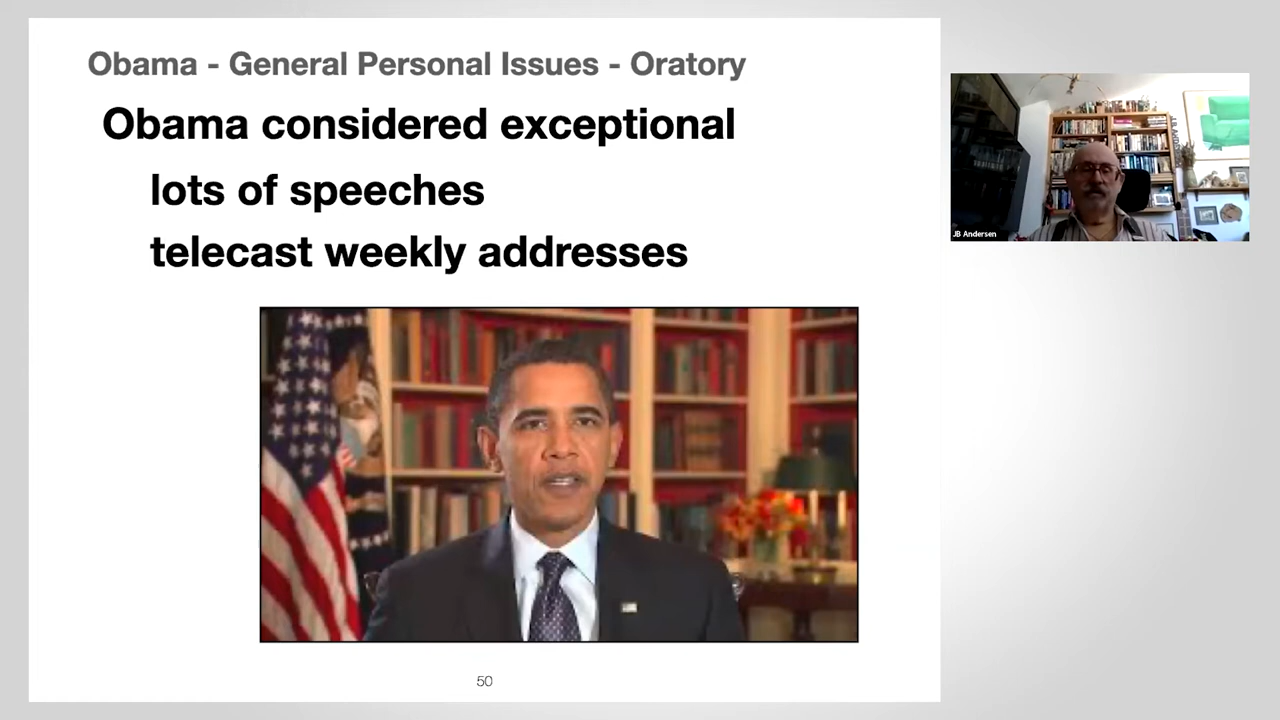 Obama - General Personal Issues - Oratory
Obama considered exceptional
lots of speeches
telecast weekly addresses
JB Andersen
50